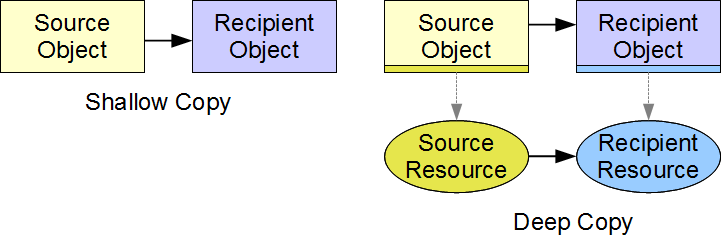 Source
Object
Recipient
Object
Shallow Copy
Source
Object
Recipient
Object
Source
Resource
Recipient
Resource
Deep Copy